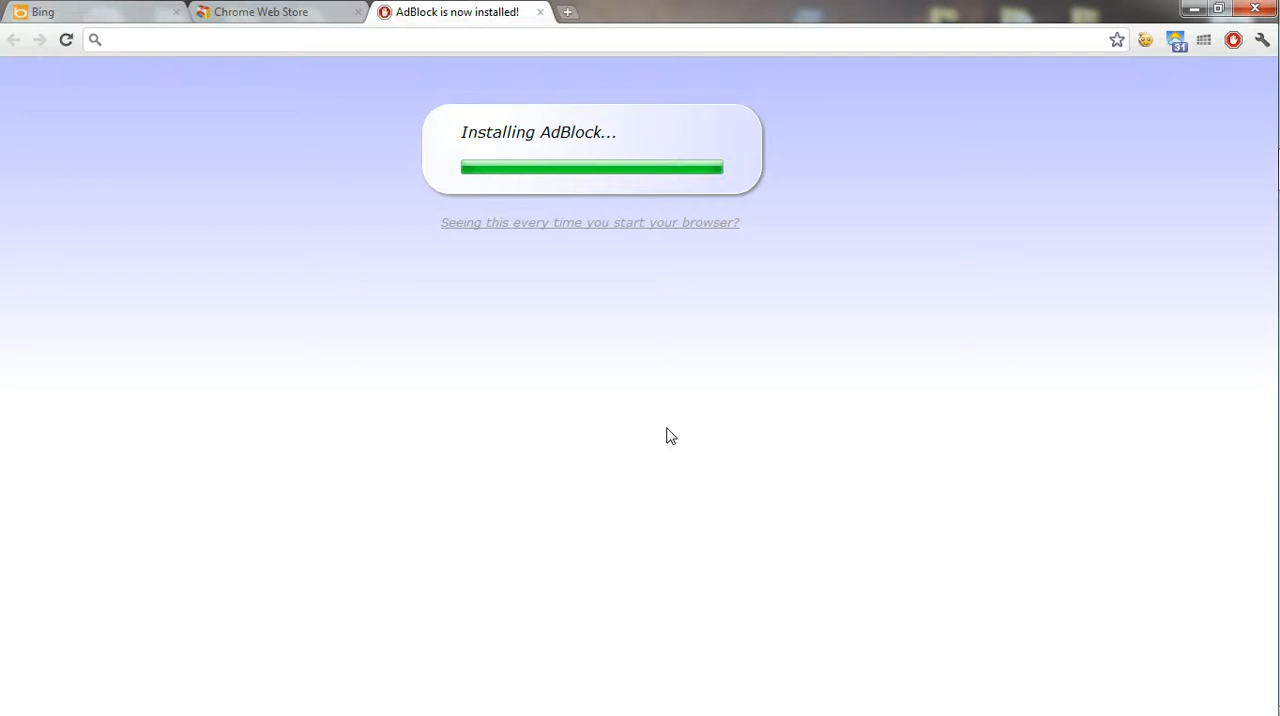 Bing
Chrome Web Store
AdBlock is now installed!
31
Installing AdBlock...
Seeing this every time you start your browser?